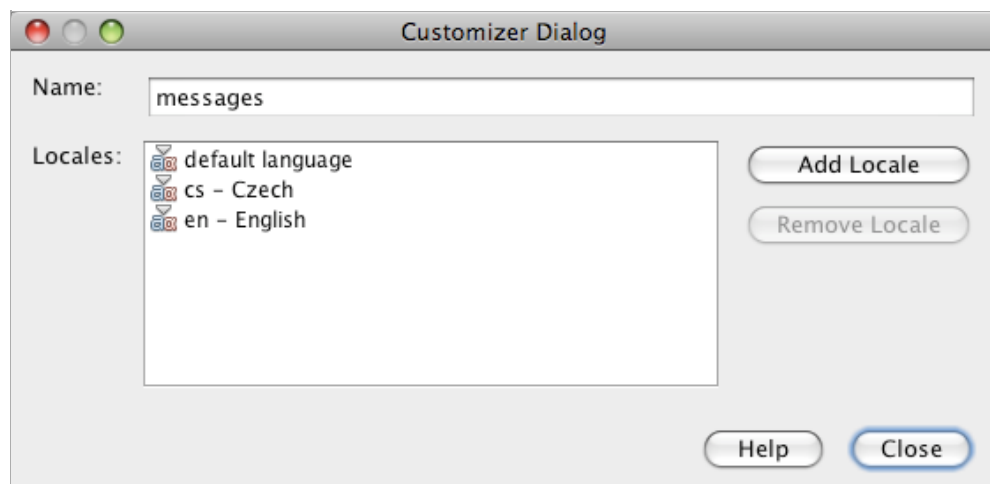 Customizer Dialog
Name: messages
Locales: default language
cs – Czech
en – English
Add Locale
Remove Locale
Help Close